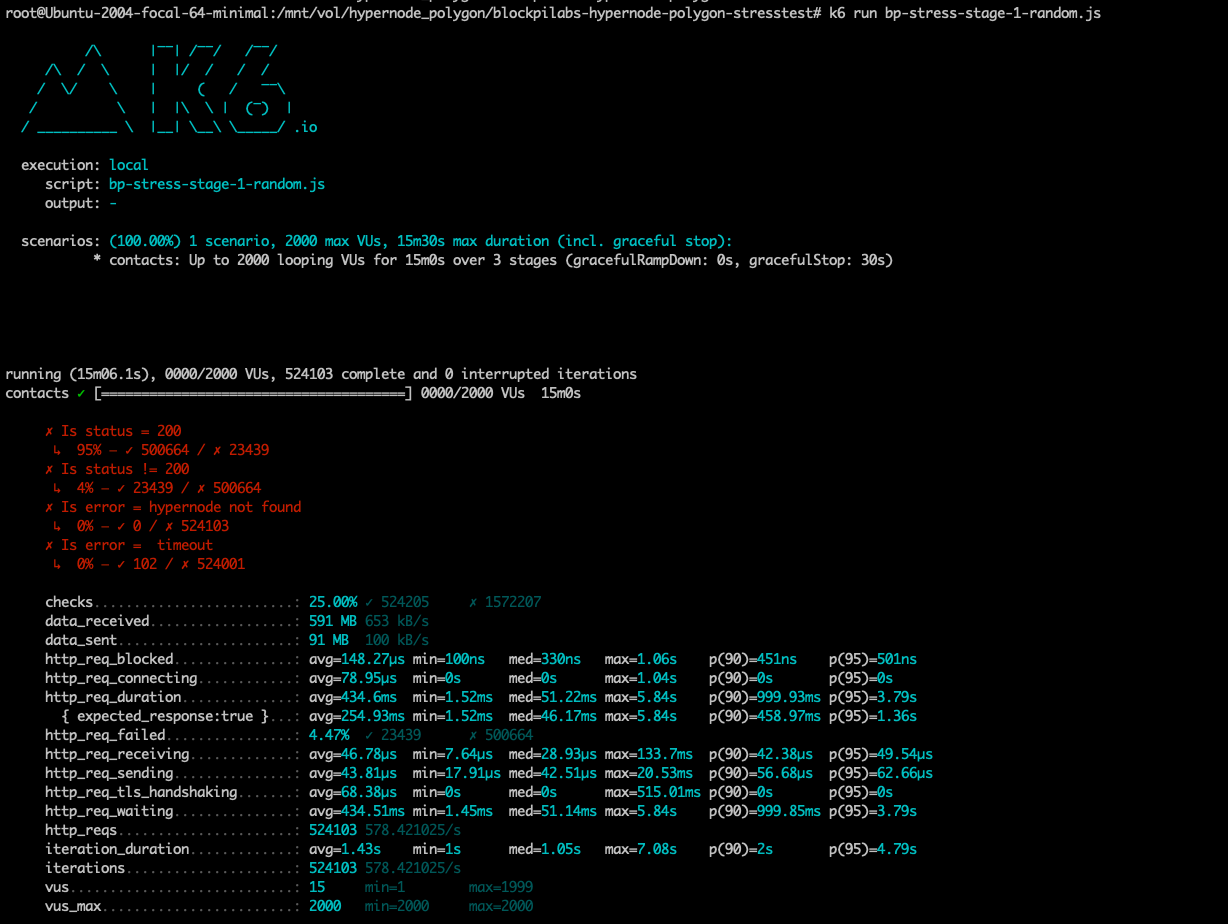 root@Ubuntu-2004-focal-64-minimal:/mnt/vol/hypernode_polygon/blockpilabs-hypernode-polygon-stresstest# k6 run bp-stress-stage-1-random.js
          /\      |‾‾| /‾‾/   /‾‾/
     /\  /  \     |  |/  /   /  /
    /  \/    \    |     (   /   ‾‾\
   /          \   |  |\  \ |  (‾)  |
  / __________ \  |__| \__\ \_____/ .io
  execution: local
     script: bp-stress-stage-1-random.js
     output: -
  scenarios: (100.00%) 1 scenario, 2000 max VUs, 15m30s max duration (incl. graceful stop):
           * contacts: Up to 2000 looping VUs for 15m0s over 3 stages (gracefulRampDown: 0s, gracefulStop: 30s)
running (15m06.1s), 0000/2000 VUs, 524103 complete and 0 interrupted iterations
contacts ✓ [======================================] 0000/2000 VUs  15m0s
     ✗ Is status = 200
      ↳  95% — ✓ 500664 / ✗ 23439
     ✗ Is status != 200
      ↳  4% — ✓ 23439 / ✗ 500664
     ✗ Is error = hypernode not found
      ↳  0% — ✓ 0 / ✗ 524103
     ✗ Is error =  timeout
      ↳  0% — ✓ 102 / ✗ 524001
     checks.........................: 25.00% ✓ 524205     ✗ 1572207
     data_received..................: 591 MB 653 kB/s
     data_sent......................: 91 MB  100 kB/s
     http_req_blocked...............: avg=148.27µs min=100ns   med=330ns   max=1.06s   p(90)=451ns    p(95)=501ns
     http_req_connecting............: avg=78.95µs  min=0s      med=0s      max=1.04s   p(90)=0s       p(95)=0s
     http_req_duration..............: avg=434.6ms  min=1.52ms  med=51.22ms max=5.84s   p(90)=999.93ms p(95)=3.79s
       { expected_response:true }...: avg=254.93ms min=1.52ms  med=46.17ms max=5.84s   p(90)=458.97ms p(95)=1.36s
     http_req_failed................: 4.47%  ✓ 23439      ✗ 500664
     http_req_receiving.............: avg=46.78µs  min=7.64µs  med=28.93µs max=133.7ms p(90)=42.38µs  p(95)=49.54µs
     http_req_sending...............: avg=43.81µs  min=17.91µs med=42.51µs max=20.53ms p(90)=56.68µs  p(95)=62.66µs
     http_req_tls_handshaking.......: avg=68.38µs  min=0s      med=0s      max=515.01ms p(90)=0s       p(95)=0s
     http_req_waiting...............: avg=434.51ms min=1.45ms  med=51.14ms max=5.84s   p(90)=999.85ms p(95)=3.79s
     http_reqs......................: 524103 578.421025/s
     iteration_duration.............: avg=1.43s    min=1s      med=1.05s   max=7.08s   p(90)=2s       p(95)=4.79s
     iterations.....................: 524103 578.421025/s
     vus............................: 15     min=1        max=1999
     vus_max........................: 2000   min=2000     max=2000